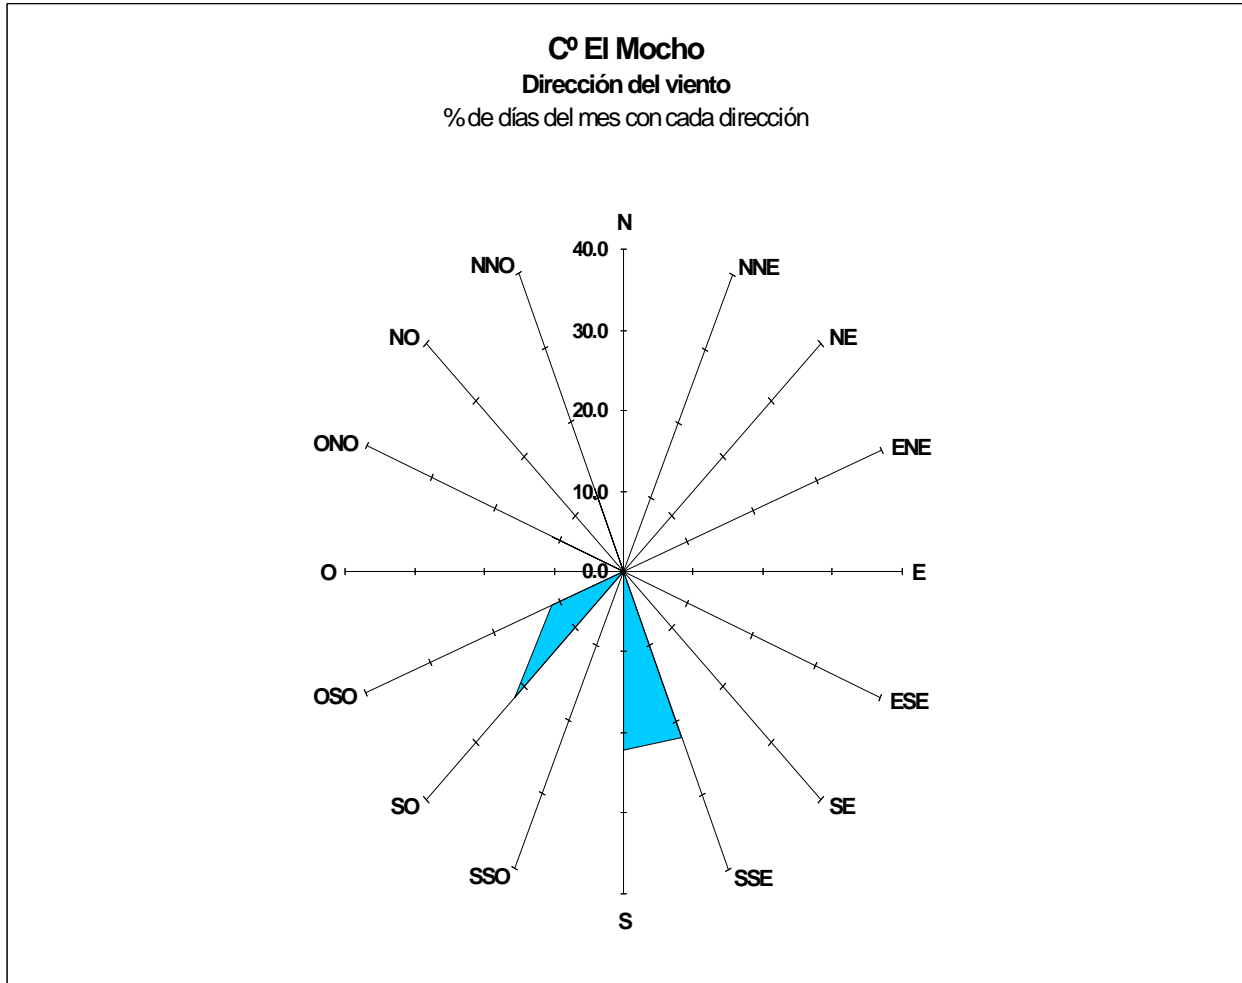 Cº El Mocho
Dirección del viento
% de días del mes con cada dirección
N
40.0
NNO
NNE
30.0
NO
NE
20.0
ONO
ENE
10.0
O
0.0
E
OSO
ESE
SO
SE
SSO
SSE
S